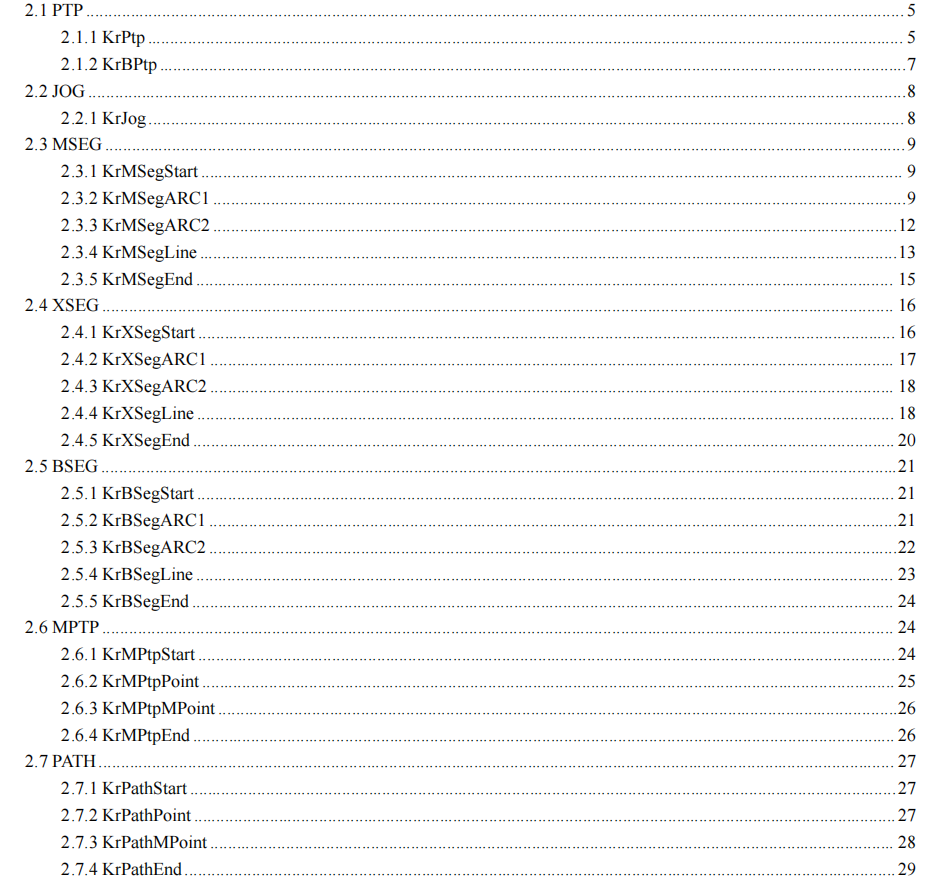 2.1 PTP 5
2.1.1 KrPtp 5
2.1.2 KrBPtp 7
2.2 JOG 8
2.2.1 KrJog 8
2.3 MSEG 9
2.3.1 KrMSegStart 9
2.3.2 KrMSegARC1 9
2.3.3 KrMSegARC2 12
2.3.4 KrMSegLine 13
2.3.5 KrMSegEnd 15
2.4 XSEG 16
2.4.1 KrXSegStart 16
2.4.2 KrXSegARC1 17
2.4.3 KrXSegARC2 18
2.4.4 KrXSegLine 18
2.4.5 KrXSegEnd 20
2.5 BSEG 21
2.5.1 KrBSegStart 21
2.5.2 KrBSegARC1 21
2.5.3 KrBSegARC2 22
2.5.4 KrBSegLine 23
2.5.5 KrBSegEnd 24
2.6 MPTP 24
2.6.1 KrMPtpStart 24
2.6.2 KrMPtpPoint 25
2.6.3 KrMPtpMPoint 26
2.6.4 KrMPtpEnd 26
2.7 PATH 27
2.7.1 KrPathStart 27
2.7.2 KrPathPoint 27
2.7.3 KrPathMPoint 28
2.7.4 KrPathEnd 29